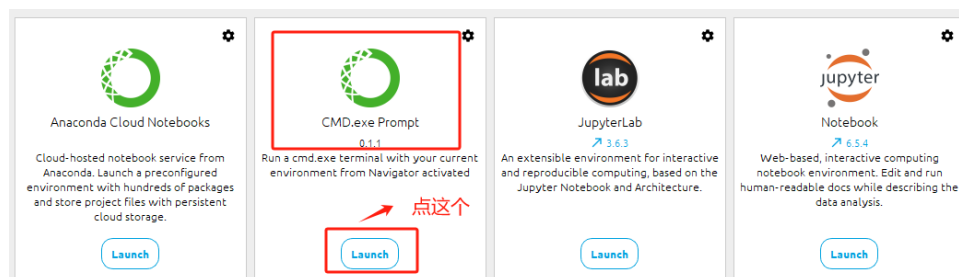 Anaconda Cloud Notebooks
Cloud-hosted notebook service from
Anaconda. Launch a preconfigured
environment with hundreds of packages
and store project files with persistent
cloud storage.
Launch
CMD.exe Prompt
0.1.1
Run a cmd.exe terminal with your current
environment from Navigator activated
点这个
Launch
lab
JupyterLab
3.6.3
An extensible environment for interactive
and reproducible computing, based on the
Jupyter Notebook and Architecture.
Launch
jupyter
Notebook
6.5.4
Web-based, interactive computing
notebook environment. Edit and run
human-readable docs while describing the
data analysis.
Launch